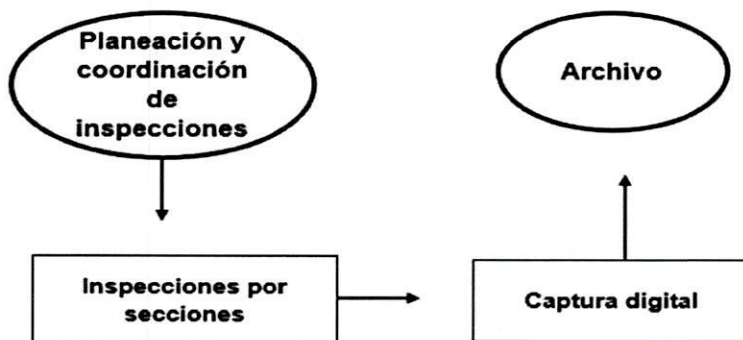 Planeación y
coordinación
de
inspecciones
Archivo
Inspecciones por
secciones
Captura digital